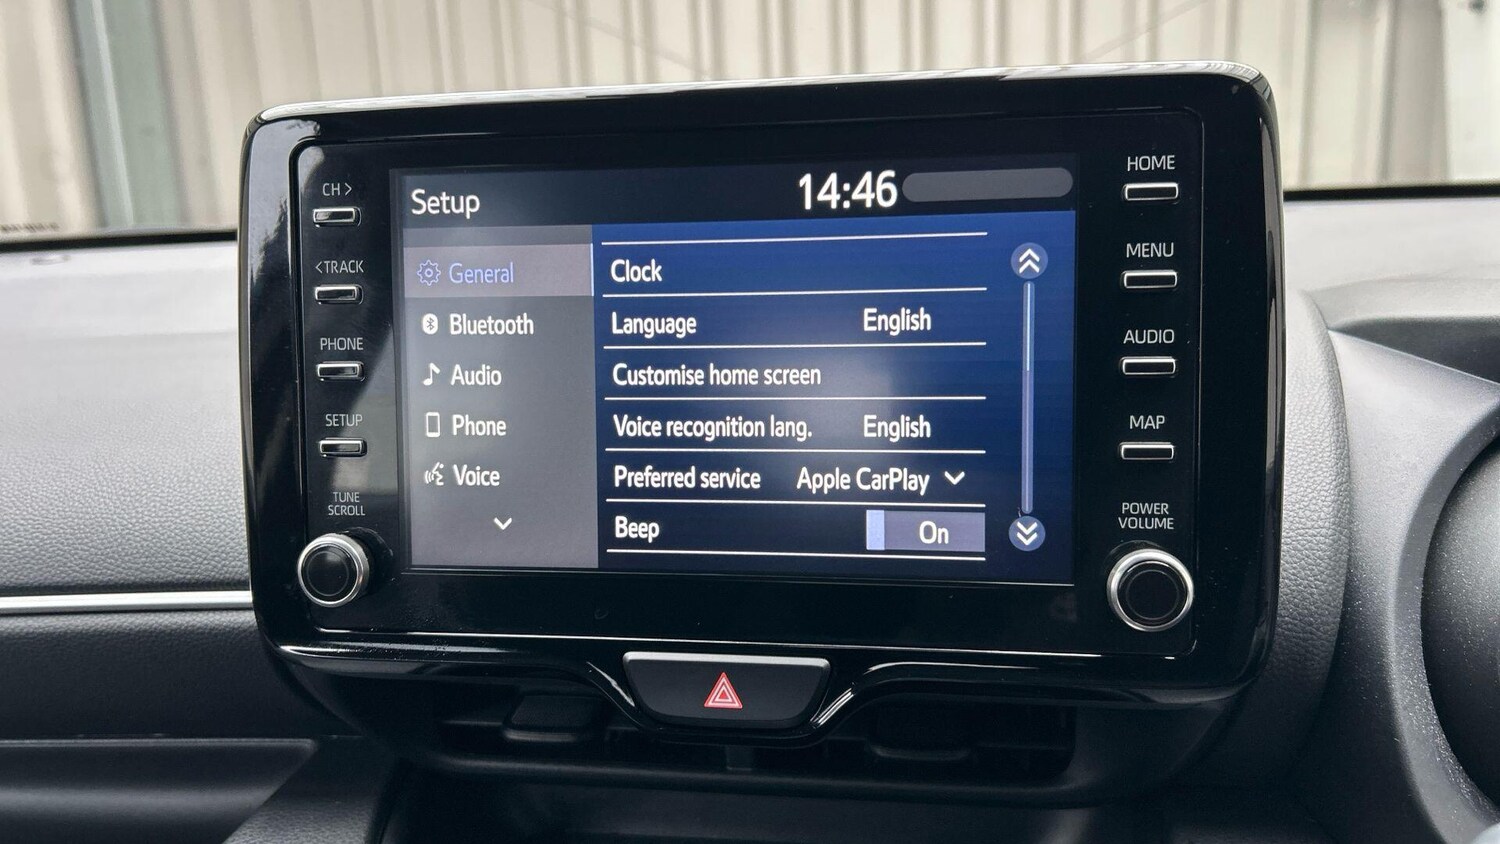 Setup
14:46
CH >
< TRACK
PHONE
SETUP
TUNE
SCROLL
General
Bluetooth
Audio
Phone
Voice
Clock
Language English
Customise home screen
Voice recognition lang. English
Preferred service Apple CarPlay
Beep On
HOME
MENU
AUDIO
MAP
POWER
VOLUME